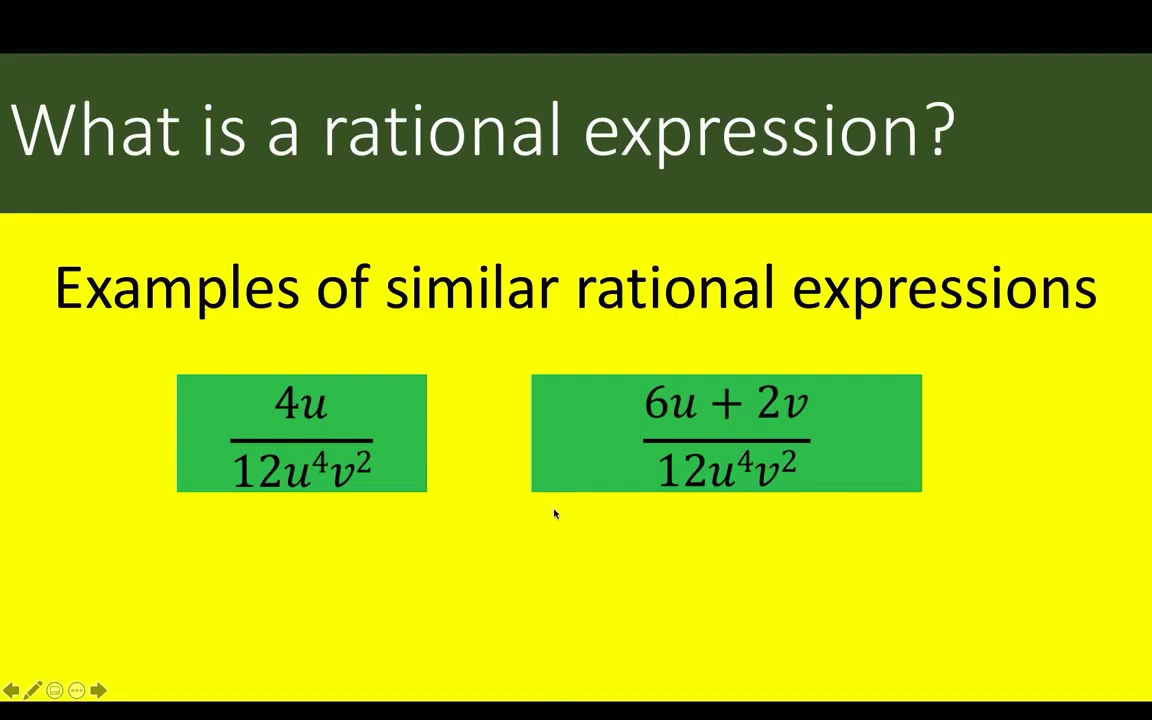 What is a rational expression?
Examples of similar rational expressions
4u
12u⁴v²
6u + 2v
12u⁴v²